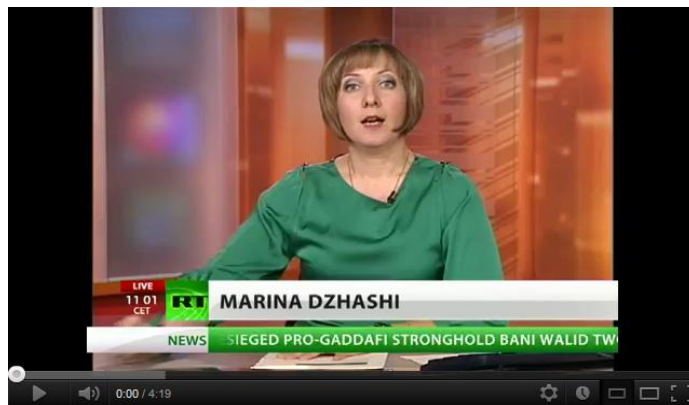 LIVE
11 01
CET
RT
MARINA DZHASHI
NEWS
SIEGED PRO-GADDAFI STRONGHOLD BANI WALID
0:00 / 4:19